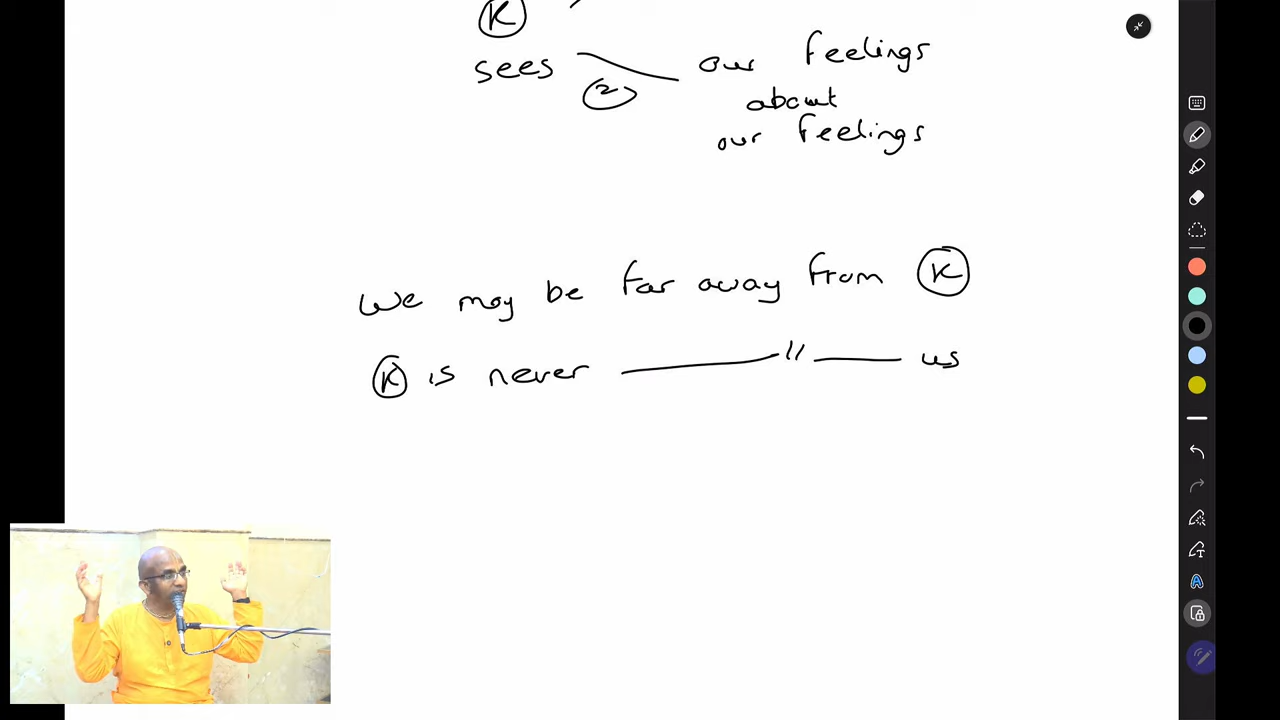 K
sees
② our feelings
about
our feelings
We may be far away from K
K is never ——— " ——— us